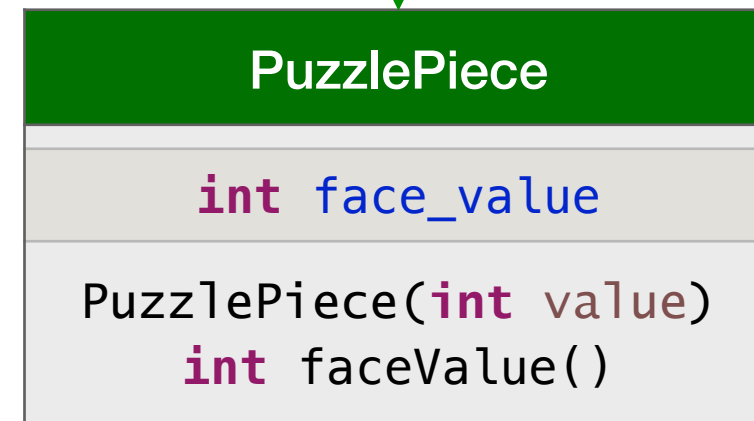 PuzzlePiece
int face_value
PuzzlePiece(int value)
int faceValue()